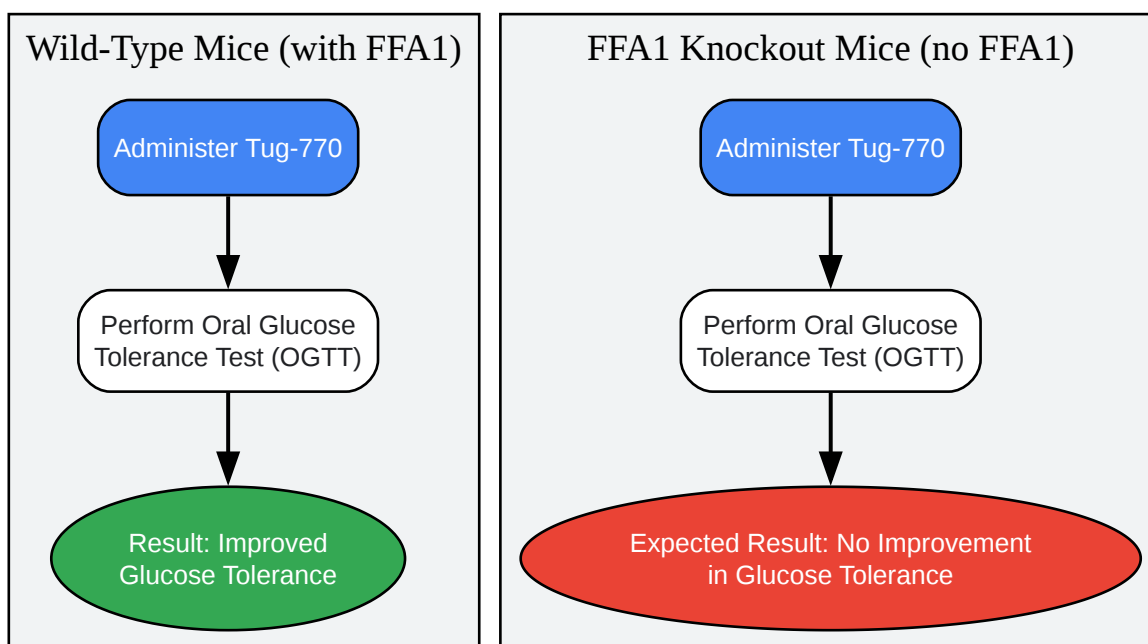 Wild-Type Mice (with FFA1)
Administer Tug-770
Perform Oral Glucose
Tolerance Test (OGTT)
Result: Improved
Glucose Tolerance
FFA1 Knockout Mice (no FFA1)
Administer Tug-770
Perform Oral Glucose
Tolerance Test (OGTT)
Expected Result: No Improvement
in Glucose Tolerance